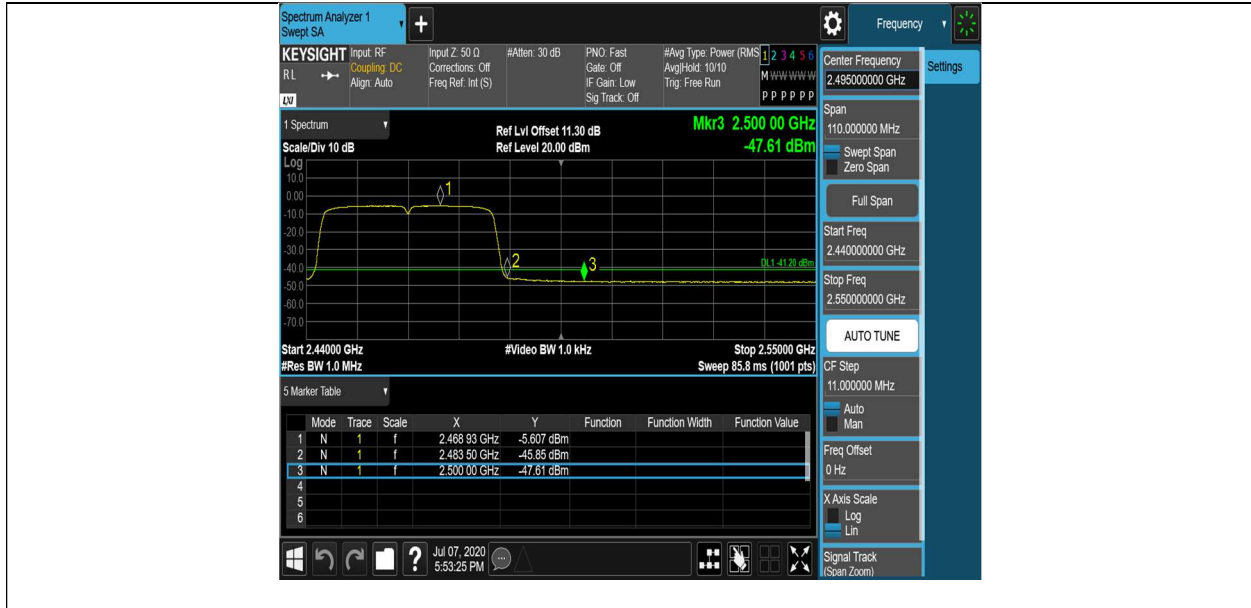 Spectrum Analyzer 1
Swept SA
+
Frequency
KEYSIGHT
RL
LXI
Input: RF
Coupling: DC
Align: Auto
Input Z: 50 Ω
Corrections: Off
Freq Ref: Int (S)
#Atten: 30 dB
PNO: Fast
Gate: Off
IF Gain: Low
Sig Track: Off
#Avg Type: Power (RMS
Avg|Hold: 10/10
Trig: Free Run
1 2 3 4 5 6
M W W W W W
P P P P P P
1 Spectrum
Scale/Div 10 dB
Ref Lvl Offset 11.30 dB
Ref Level 20.00 dBm
Mkr3 2.500 00 GHz
-47.61 dBm
Log
10.0
0.00
-10.0
-20.0
-30.0
-40.0
-50.0
-60.0
-70.0
1
2
3
DL1 -41.20 dBm
Start 2.44000 GHz
#Video BW 1.0 kHz
Stop 2.55000 GHz
#Res BW 1.0 MHz
Sweep 85.8 ms (1001 pts)
5 Marker Table
Mode Trace Scale X Y Function Function Width Function Value
1 N 1 f 2.468 93 GHz -5.607 dBm
2 N 1 f 2.483 50 GHz -45.85 dBm
3 N 1 f 2.500 00 GHz -47.61 dBm
4
5
6
?
Jul 07, 2020
5:53:25 PM
Center Frequency
2.495000000 GHz
Settings
Span
110.000000 MHz
Swept Span
Zero Span
Full Span
Start Freq
2.440000000 GHz
Stop Freq
2.550000000 GHz
AUTO TUNE
CF Step
11.000000 MHz
Auto
Man
Freq Offset
0 Hz
X Axis Scale
Log
Lin
Signal Track
(Span Zoom)